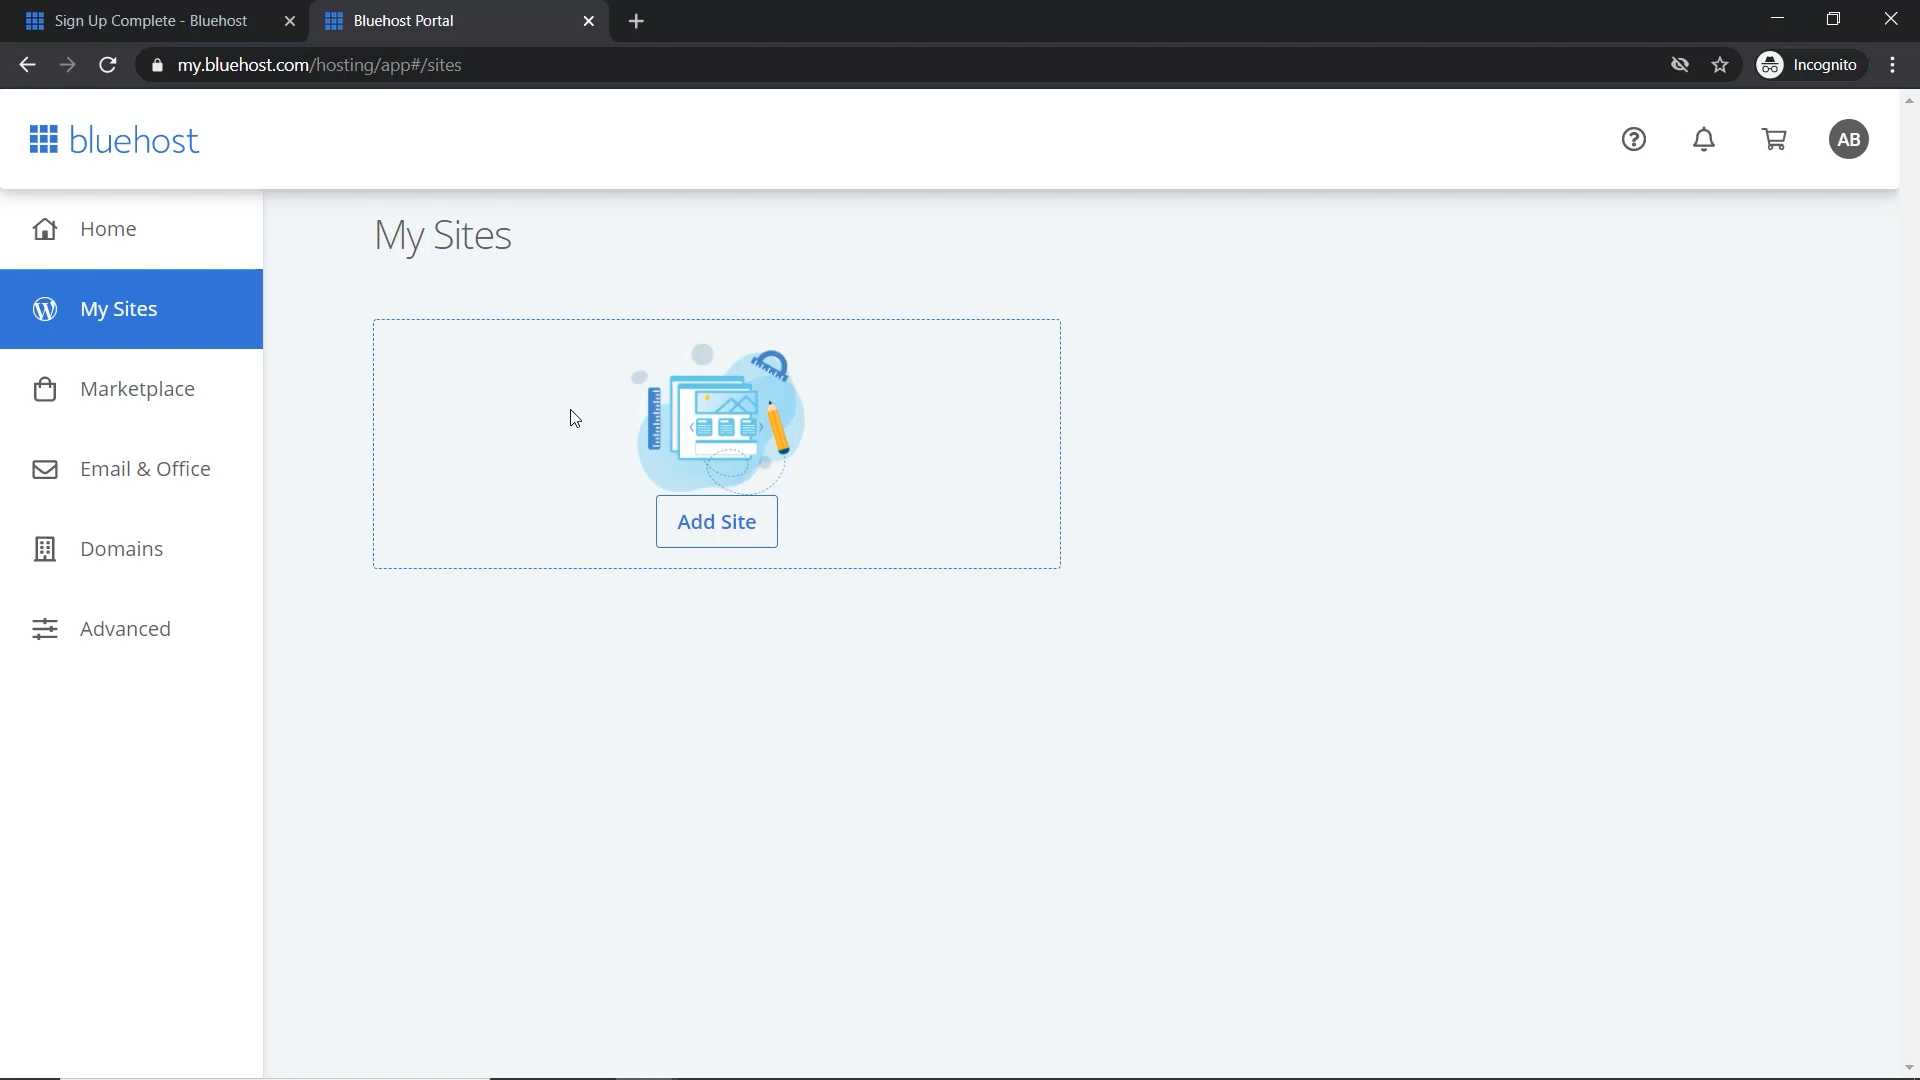 Sign Up Complete - Bluehost
Bluehost Portal
my.bluehost.com/hosting/app#/sites
Incognito
bluehost
AB
Home
My Sites
Marketplace
Email & Office
Domains
Advanced
My Sites
Add Site